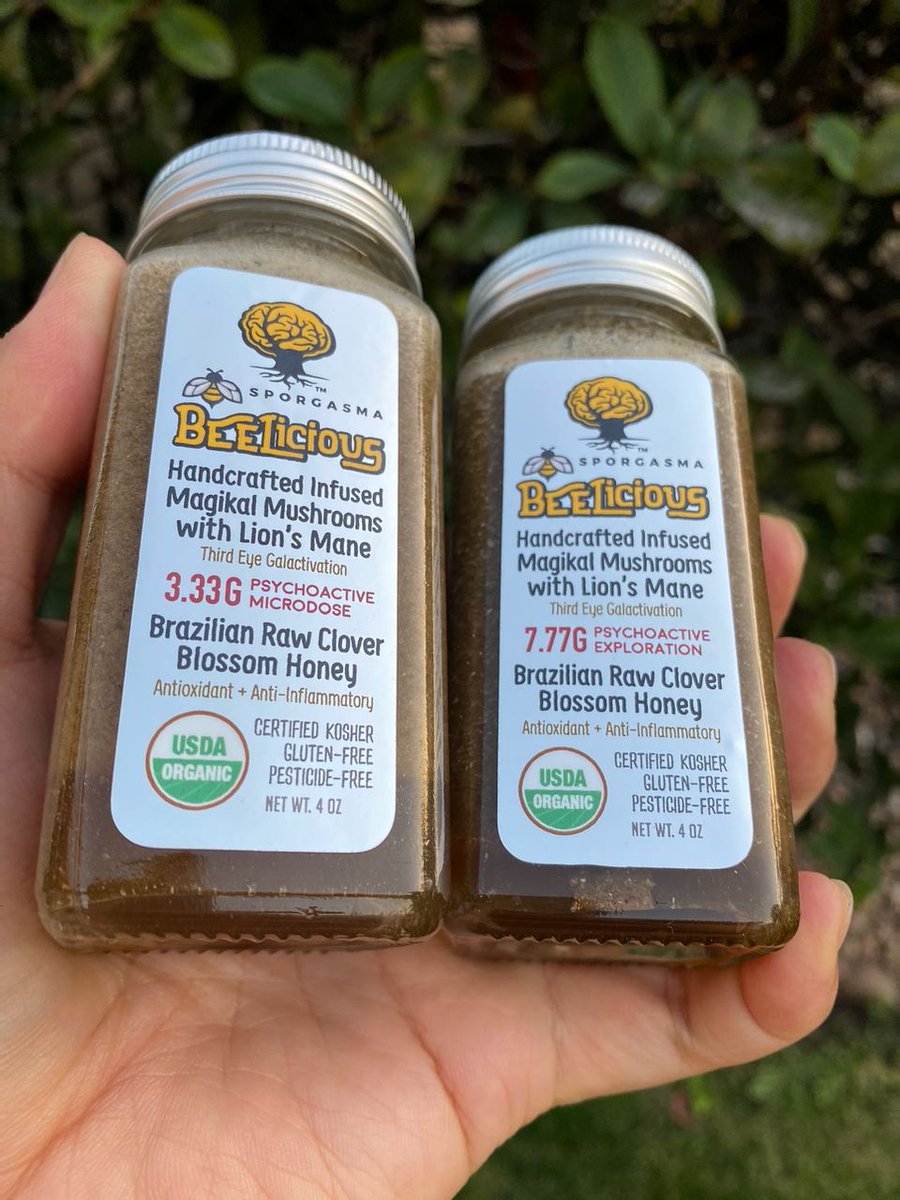 TM
SPORGASMA
BEELicious
Handcrafted Infused
Magikal Mushrooms
with Lion's Mane
Third Eye Galactivation
3.33G PSYCHOACTIVE
MICRODOSE
Brazilian Raw Clover
Blossom Honey
Antioxidant + Anti-Inflammatory
USDA
ORGANIC
CERTIFIED KOSHER
GLUTEN-FREE
PESTICIDE-FREE
NET WT. 4 OZ
TM
SPORGASMA
BEELicious
Handcrafted Infused
Magikal Mushrooms
with Lion's Mane
Third Eye Galactivation
7.77G PSYCHOACTIVE
EXPLORATION
Brazilian Raw Clover
Blossom Honey
Antioxidant + Anti-Inflammatory
USDA
ORGANIC
CERTIFIED KOSHER
GLUTEN-FREE
PESTICIDE-FREE
NET WT. 4 OZ